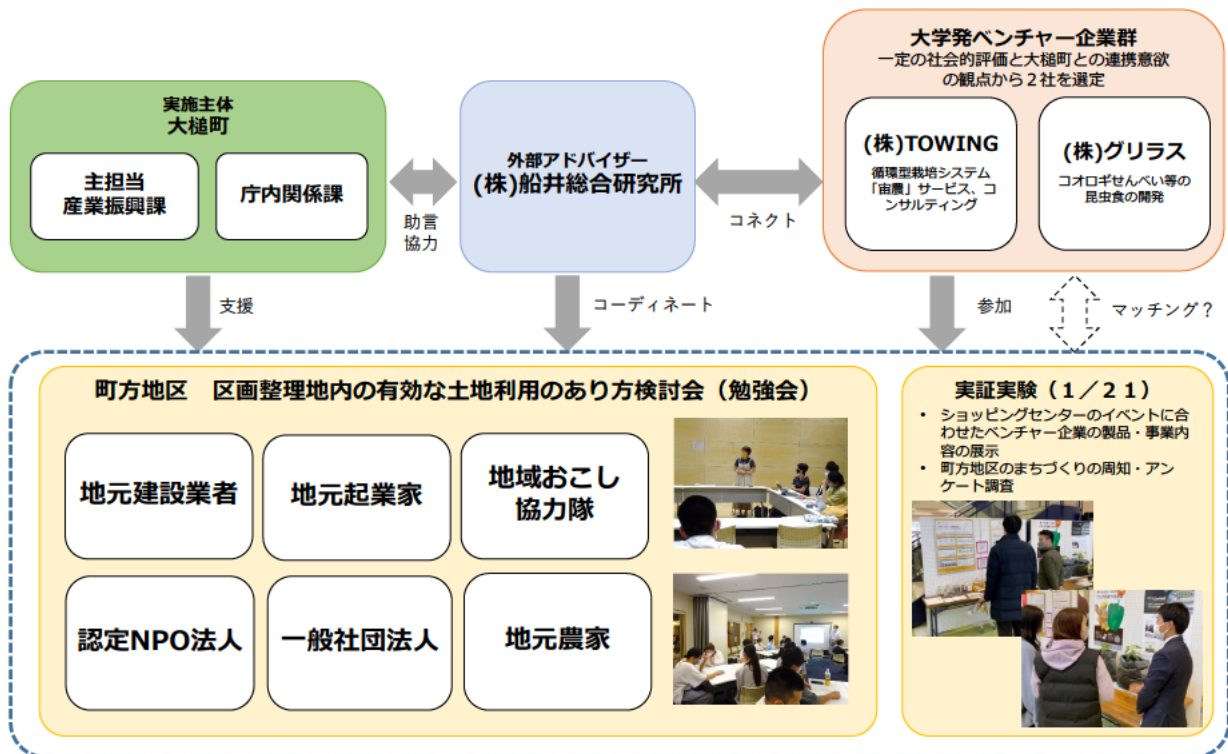 実施主体
大槌町
主担当
産業振興課
庁内関係課
助言
協力
外部アドバイザー
(株)船井総合研究所
コネクト
大学発ベンチャー企業群
一定の社会的評価と大槌町との連携意欲
の観点から２社を選定
(株)TOWING
循環型栽培システム
「宙農」サービス、コ
ンサルティング
(株)グリラス
コオロギせんべい等の
昆虫食の開発
支援
コーディネート
参加
マッチング？
町方地区　区画整理地内の有効な土地利用のあり方検討会（勉強会）
地元建設業者
地元起業家
地域おこし
協力隊
認定NPO法人
一般社団法人
地元農家
実証実験（１／２１）
• ショッピングセンターのイベントに合
わせたベンチャー企業の製品・事業内
容の展示
• 町方地区のまちづくりの周知・アン
ケート調査